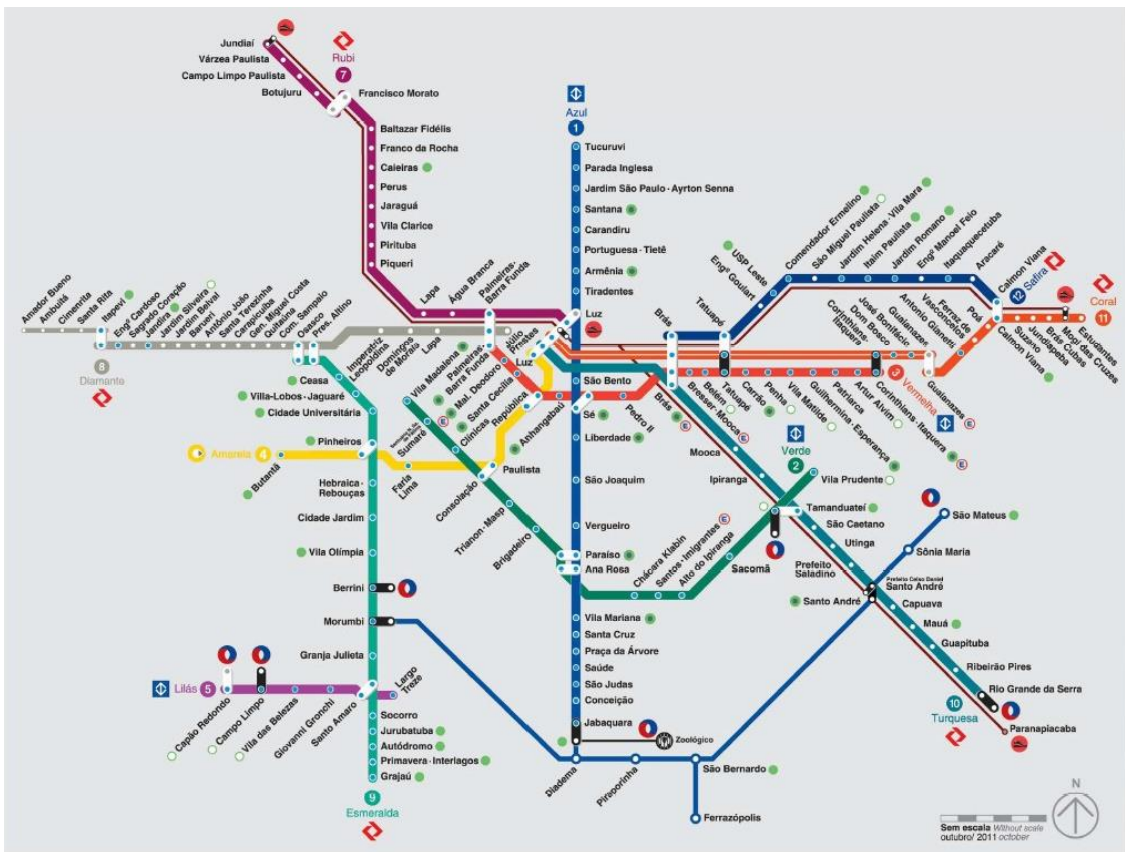 Jundiaí
Várzea Paulista
Campo Limpo Paulista
Botujuru
Rubi
7
Francisco Morato
Baltazar Fidélis
Franco da Rocha
Caieiras
Perus
Jaraguá
Vila Clarice
Pirituba
Piqueri
Lapa
Água Branca
Palmeiras-
Barra Funda
Azul
1
Tucuruvi
Parada Inglesa
Jardim São Paulo - Ayrton Senna
Santana
Carandiru
Portuguesa - Tietê
Armênia
Tiradentes
Luz
São Bento
Sé
Liberdade
São Joaquim
Vergueiro
Paraíso
Ana Rosa
Vila Mariana
Santa Cruz
Praça da Árvore
Saúde
São Judas
Conceição
Jabaquara
Zoológico
Brás
Tatuapé
Engº Goulart
USP Leste
Comendador Ermelino
São Miguel Paulista
Jardim Helena - Vila Mara
Itaim Paulista
Jardim Romano
Engº Manoel Feio
Itaquaquecetuba
Aracaré
Calmon Viana
12
Safira
Coral
11
Corinthians-
Itaquera
Dom Bosco
José Bonifácio
Guaianazes
Antonio Gianetti
Ferraz de
Vasconcelos
Poá
Calmon Viana
Suzano
Jundiapeba
Brás Cubas
Mogi das Cruzes
Estudantes
Guaianazes
E
3
Vermelha
Amador Bueno
Ambuitá
Cimenrita
Santa Rita
Itapevi
Engº Cardoso
Sagrado Coração
Jandira
Jardim Silveira
Jardim Belval
Barueri
Antônio João
Santa Terezinha
Carapicuíba
Gen. Miguel Costa
Quitaúna
Com. Sampaio
Osasco
Pres. Altino
8
Diamante
Imperatriz
Leopoldina
Domingos
de Morais
Lapa
Palmeiras-
Barra Funda
Júlio
Prestes
Luz
Mal. Deodoro
Santa Cecília
República
Anhangabaú
Pedro II
Brás
E
Bresser - Mooca
E
Belém
Tatuapé
Carrão
Penha
Vila Matilde
Guilhermina - Esperança
Patriarca
Artur Alvim
Corinthians - Itaquera
E
Ceasa
Villa-Lobos - Jaguaré
Cidade Universitária
Pinheiros
Hebraica-
Rebouças
Cidade Jardim
Vila Olímpia
Berrini
Morumbi
Granja Julieta
Largo
Treze
Socorro
Jurubatuba
Autódromo
Primavera - Interlagos
Grajaú
9
Esmeralda
Amarela
4
Butantã
Faria
Lima
Paulista
Vila Madalena
Sumaré
E
Clínicas
Consolação
Trianon - Masp
Brigadeiro
Chácara Klabin
Santos - Imigrantes
E
Alto do Ipiranga
Sacomã
Verde
2
Vila Prudente
Tamanduateí
Mooca
Ipiranga
São Caetano
Utinga
Prefeito
Saladino
Prefeito Celso Daniel
Santo André
Santo André
Capuava
Mauá
Guapituba
Ribeirão Pires
Rio Grande da Serra
Paranapiacaba
10
Turquesa
São Mateus
Sônia Maria
Lilás
5
Capão Redondo
Campo Limpo
Vila das Belezas
Giovanni Gronchi
Santo Amaro
Diadema
Piraporinha
São Bernardo
Ferrazópolis
N
Sem escala Without scale
outubro/ 2011 october